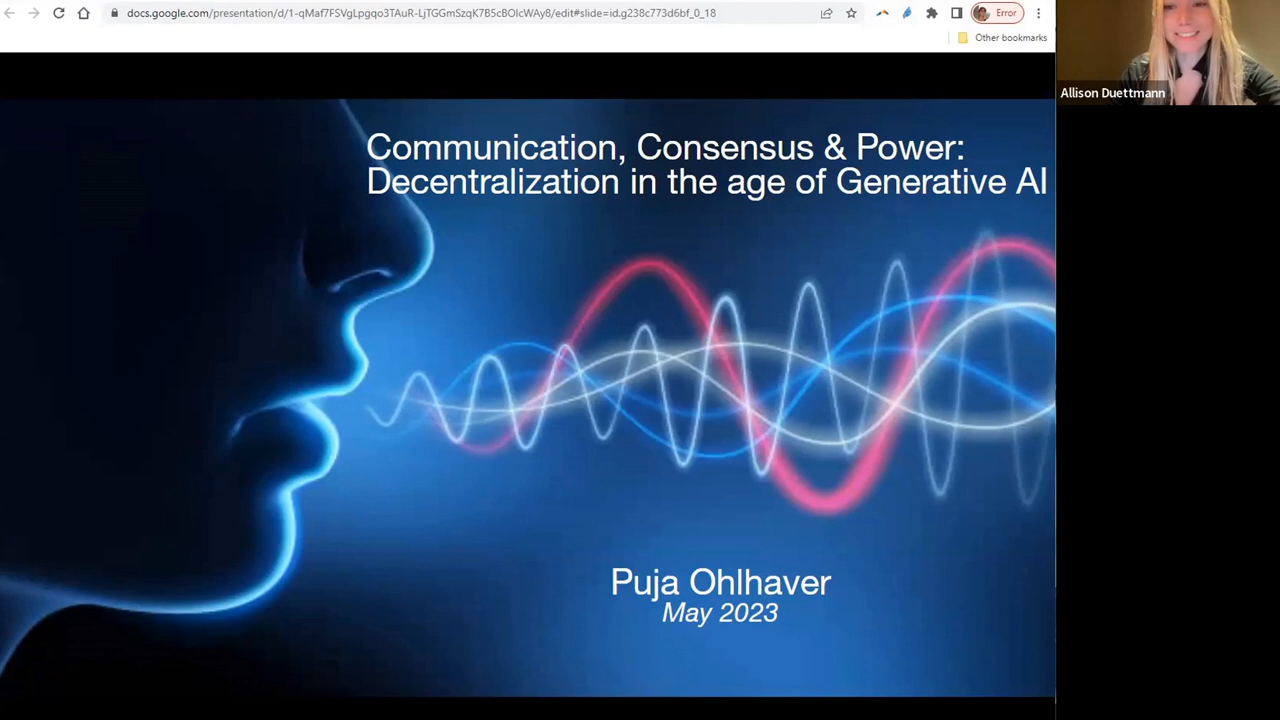 docs.google.com/presentation/d/1-qMaf7FSVgLpgqo3TAuR-LjTGGmSzqK7B5cBOIcWAy8/edit#slide=id.g238c773d6bf_0_18
Error
Other bookmarks
Allison Duettmann
Communication, Consensus & Power:
Decentralization in the age of Generative AI
Puja Ohlhaver
May 2023